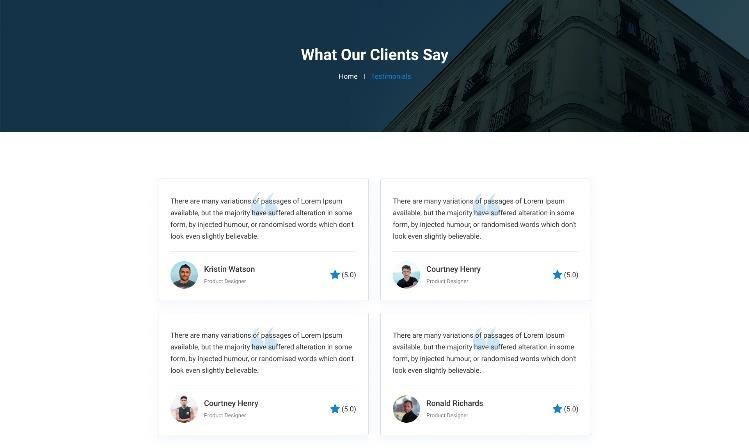 What Our Clients Say
Home | Testimonials
There are many variations of passages of Lorem Ipsum
available, but the majority have suffered alteration in some
form, by injected humour, or randomised words which don't
look even slightly believable.
Kristin Watson
Product Designer
(5.0)
There are many variations of passages of Lorem Ipsum
available, but the majority have suffered alteration in some
form, by injected humour, or randomised words which don't
look even slightly believable.
Courtney Henry
Product Designer
(5.0)
There are many variations of passages of Lorem Ipsum
available, but the majority have suffered alteration in some
form, by injected humour, or randomised words which don't
look even slightly believable.
Courtney Henry
Product Designer
(5.0)
There are many variations of passages of Lorem Ipsum
available, but the majority have suffered alteration in some
form, by injected humour, or randomised words which don't
look even slightly believable.
Ronald Richards
Product Designer
(5.0)